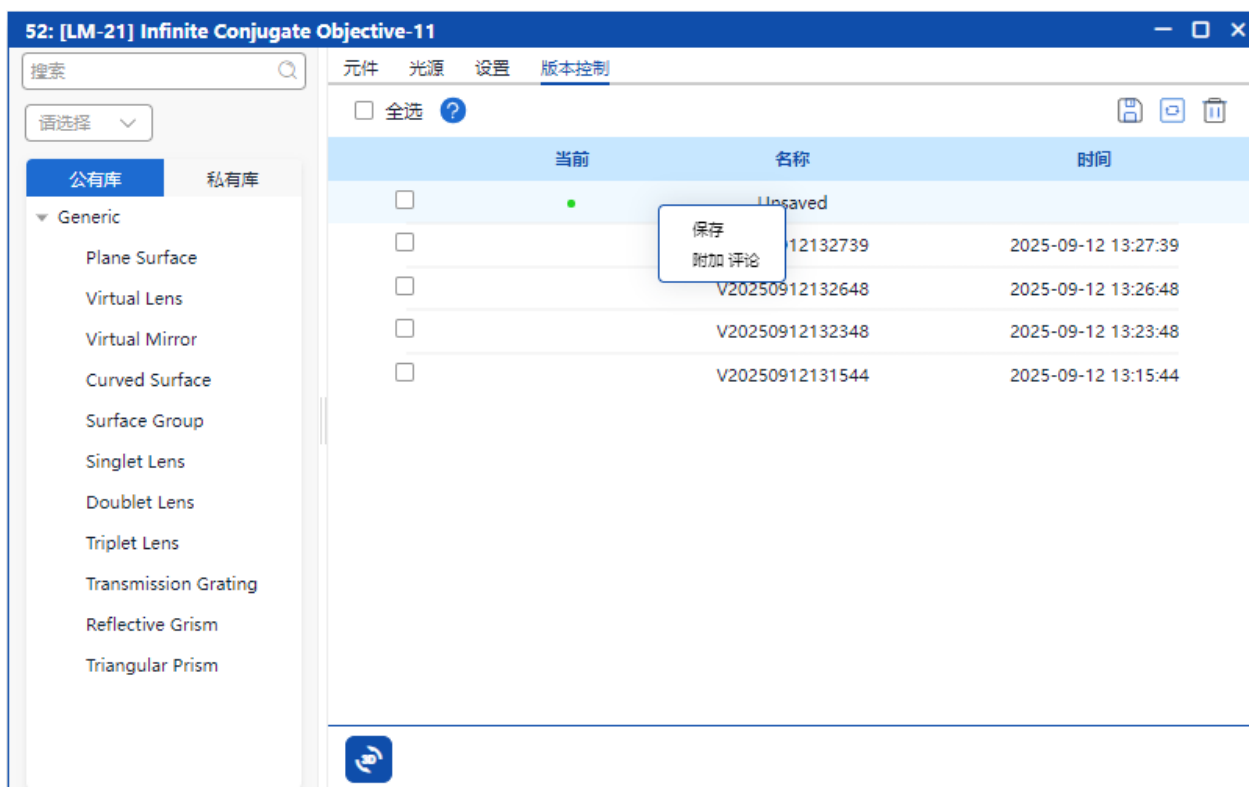 52: [LM-21] Infinite Conjugate Objective-11
搜索
请选择
公有库 私有库
Generic
Plane Surface
Virtual Lens
Virtual Mirror
Curved Surface
Surface Group
Singlet Lens
Doublet Lens
Triplet Lens
Transmission Grating
Reflective Grism
Triangular Prism
元件 光源 设置 版本控制
全选 ?
当前 名称 时间
Unsaved
保存
附加 评论
12132739 2025-09-12 13:27:39
V20250912132648 2025-09-12 13:26:48
V20250912132348 2025-09-12 13:23:48
V20250912131544 2025-09-12 13:15:44
3D